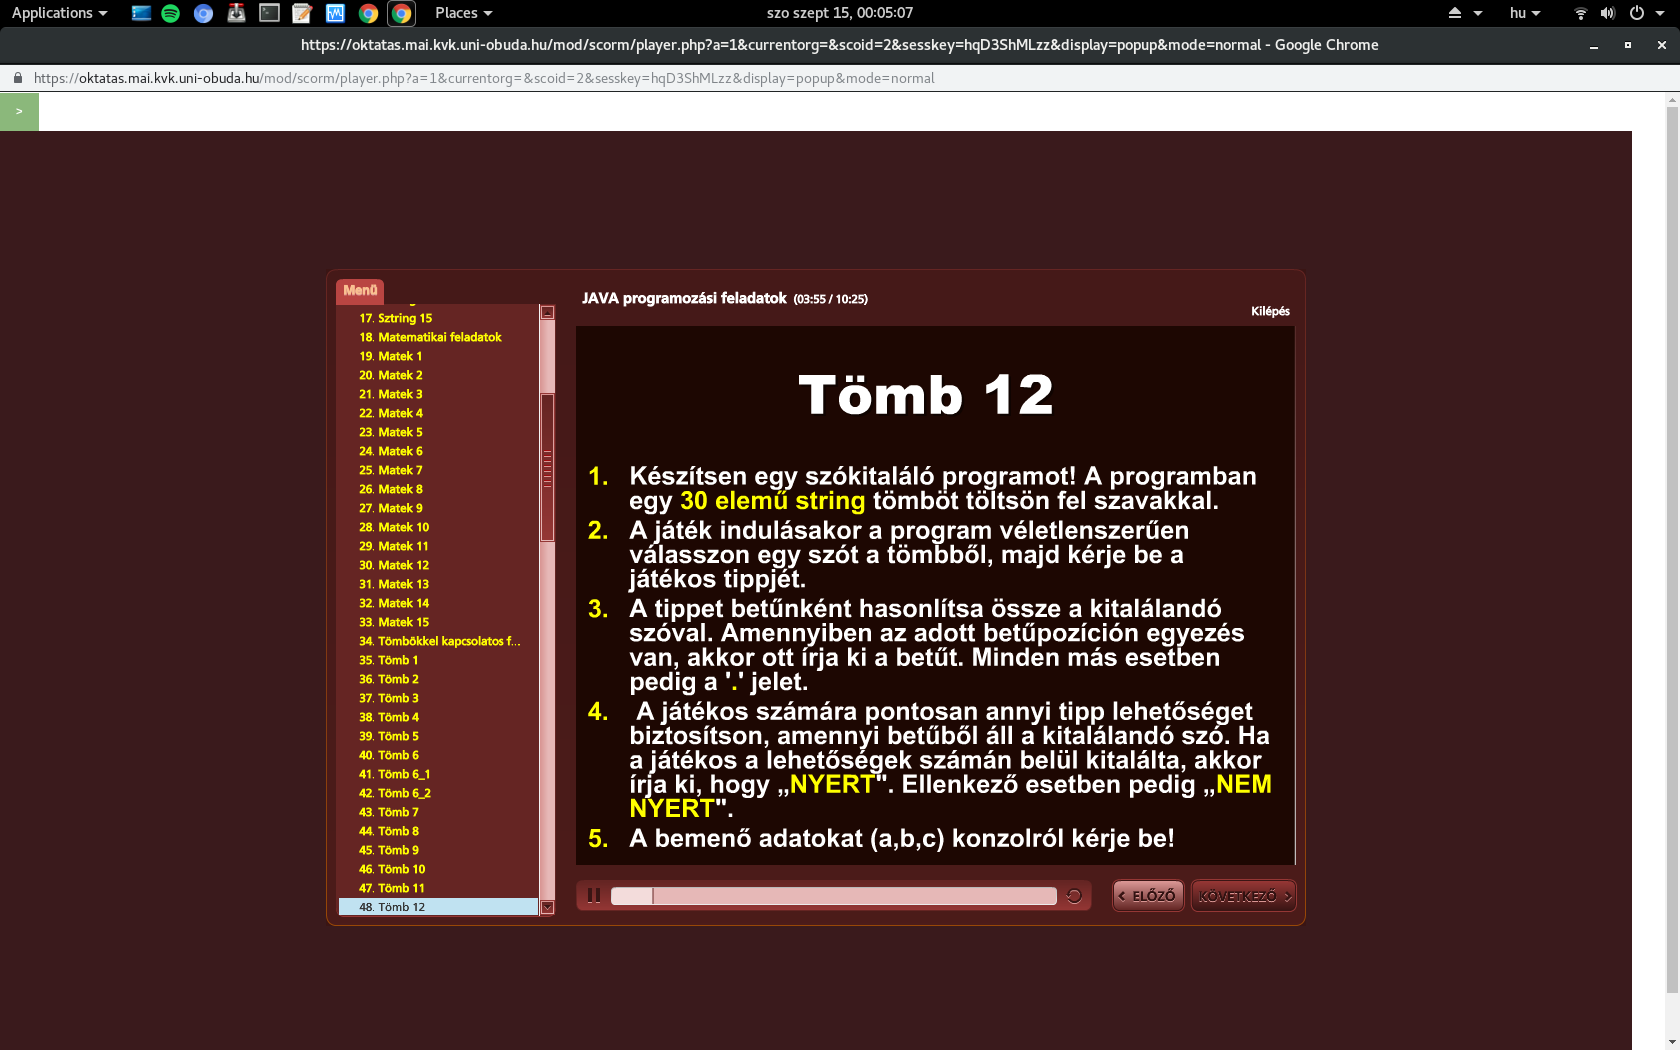 Applications
Places
szo szept 15, 00:05:07
hu
https://oktatas.mai.kvk.uni-obuda.hu/mod/scorm/player.php?a=1&currentorg=&scoid=2&sesskey=hqD3ShMLzz&display=popup&mode=normal - Google Chrome
https://oktatas.mai.kvk.uni-obuda.hu/mod/scorm/player.php?a=1&currentorg=&scoid=2&sesskey=hqD3ShMLzz&display=popup&mode=normal
>
Menü
17. Sztring 15
18. Matematikai feladatok
19. Matek 1
20. Matek 2
21. Matek 3
22. Matek 4
23. Matek 5
24. Matek 6
25. Matek 7
26. Matek 8
27. Matek 9
28. Matek 10
29. Matek 11
30. Matek 12
31. Matek 13
32. Matek 14
33. Matek 15
34. Tömbökkel kapcsolatos f...
35. Tömb 1
36. Tömb 2
37. Tömb 3
38. Tömb 4
39. Tömb 5
40. Tömb 6
41. Tömb 6_1
42. Tömb 6_2
43. Tömb 7
44. Tömb 8
45. Tömb 9
46. Tömb 10
47. Tömb 11
48. Tömb 12
JAVA programozási feladatok (03:55 / 10:25)
Kilépés
Tömb 12
1. Készítsen egy szókitaláló programot! A programban
egy 30 elemű string tömböt töltsön fel szavakkal.
2. A játék indulásakor a program véletlenszerűen
válasszon egy szót a tömbből, majd kérje be a
játékos tippjét.
3. A tippet betűnként hasonlítsa össze a kitalálandó
szóval. Amennyiben az adott betűpozíción egyezés
van, akkor ott írja ki a betűt. Minden más esetben
pedig a '.' jelet.
4. A játékos számára pontosan annyi tipp lehetőséget
biztosítson, amennyi betűből áll a kitalálandó szó. Ha
a játékos a lehetőségek számán belül kitalálta, akkor
írja ki, hogy „NYERT". Ellenkező esetben pedig „NEM
NYERT".
5. A bemenő adatokat (a,b,c) konzolról kérje be!
< ELŐZŐ
KÖVETKEZŐ >